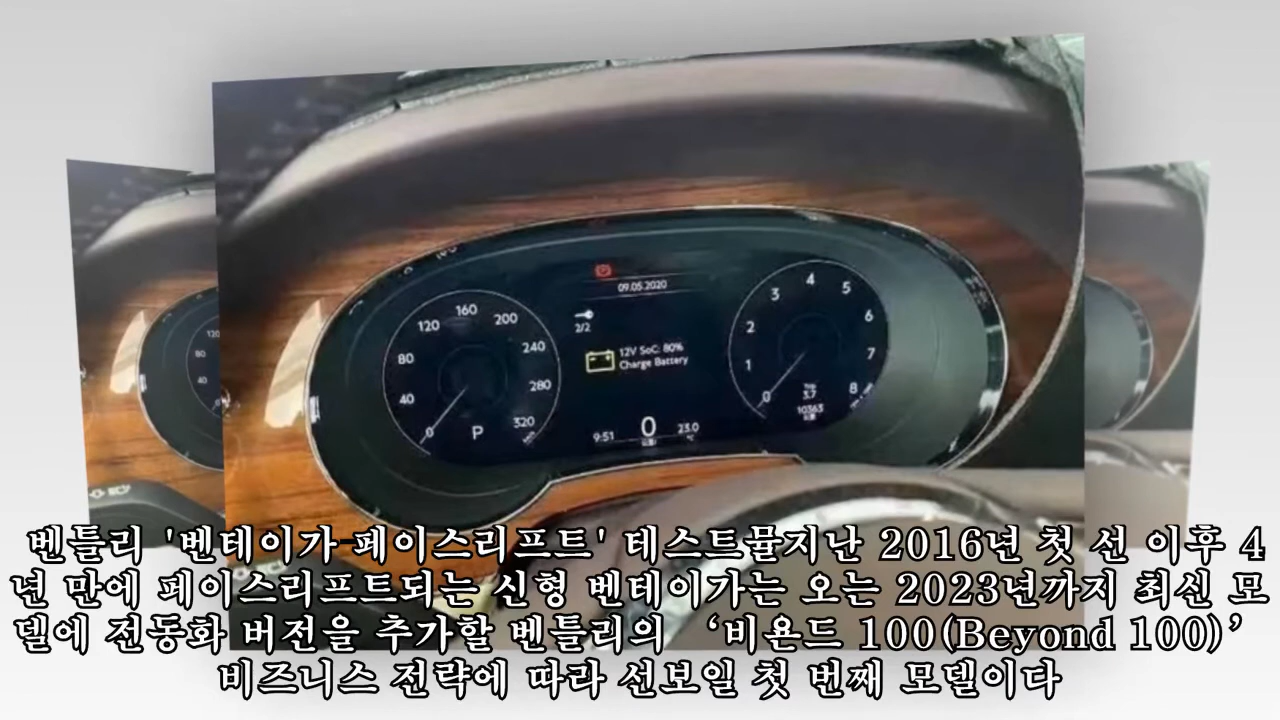 09.05.2020
2/2
12V SoC: 80%
Charge Battery
0
40
80
120
160
200
240
280
320
P
0
1
2
3
4
5
6
7
8
Trip
3.7
10363
9:51
0
23.0
°C
벤틀리 '벤테이가 페이스리프트' 테스트뮬지난 2016년 첫 선 이후 4
년 만에 페이스리프트되는 신형 벤테이가는 오는 2023년까지 최신 모
델에 전동화 버전을 추가할 벤틀리의 ‘비욘드 100(Beyond 100)’
비즈니스 전략에 따라 선보일 첫 번째 모델이다